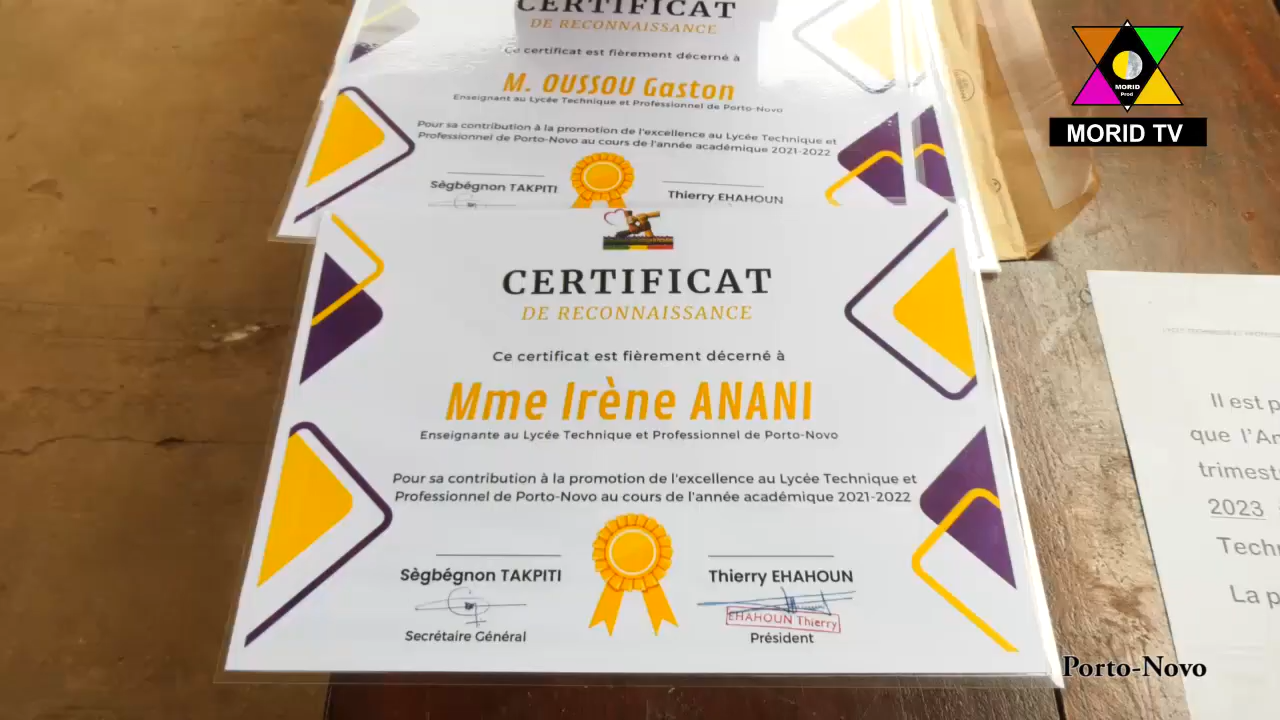 CERTIFICAT
DE RECONNAISSANCE
Ce certificat est fièrement décerné à
M. OUSSOU Gaston
Enseignant au Lycée Technique et Professionnel de Porto-Novo
Pour sa contribution à la promotion de l'excellence au Lycée Technique et
Professionnel de Porto-Novo au cours de l'année académique 2021-2022
Sègbégnon TAKPITI
Thierry EHAHOUN
CERTIFICAT
DE RECONNAISSANCE
Ce certificat est fièrement décerné à
Mme Irène ANANI
Enseignante au Lycée Technique et Professionnel de Porto-Novo
Pour sa contribution à la promotion de l'excellence au Lycée Technique et
Professionnel de Porto-Novo au cours de l'année académique 2021-2022
Sègbégnon TAKPITI
Secrétaire Général
Thierry EHAHOUN
EHAHOUN Thierry
Président
MORID
Prod
MORID TV
Il est p
que l'An
trimest
2023
Techn
La p
Porto-Novo